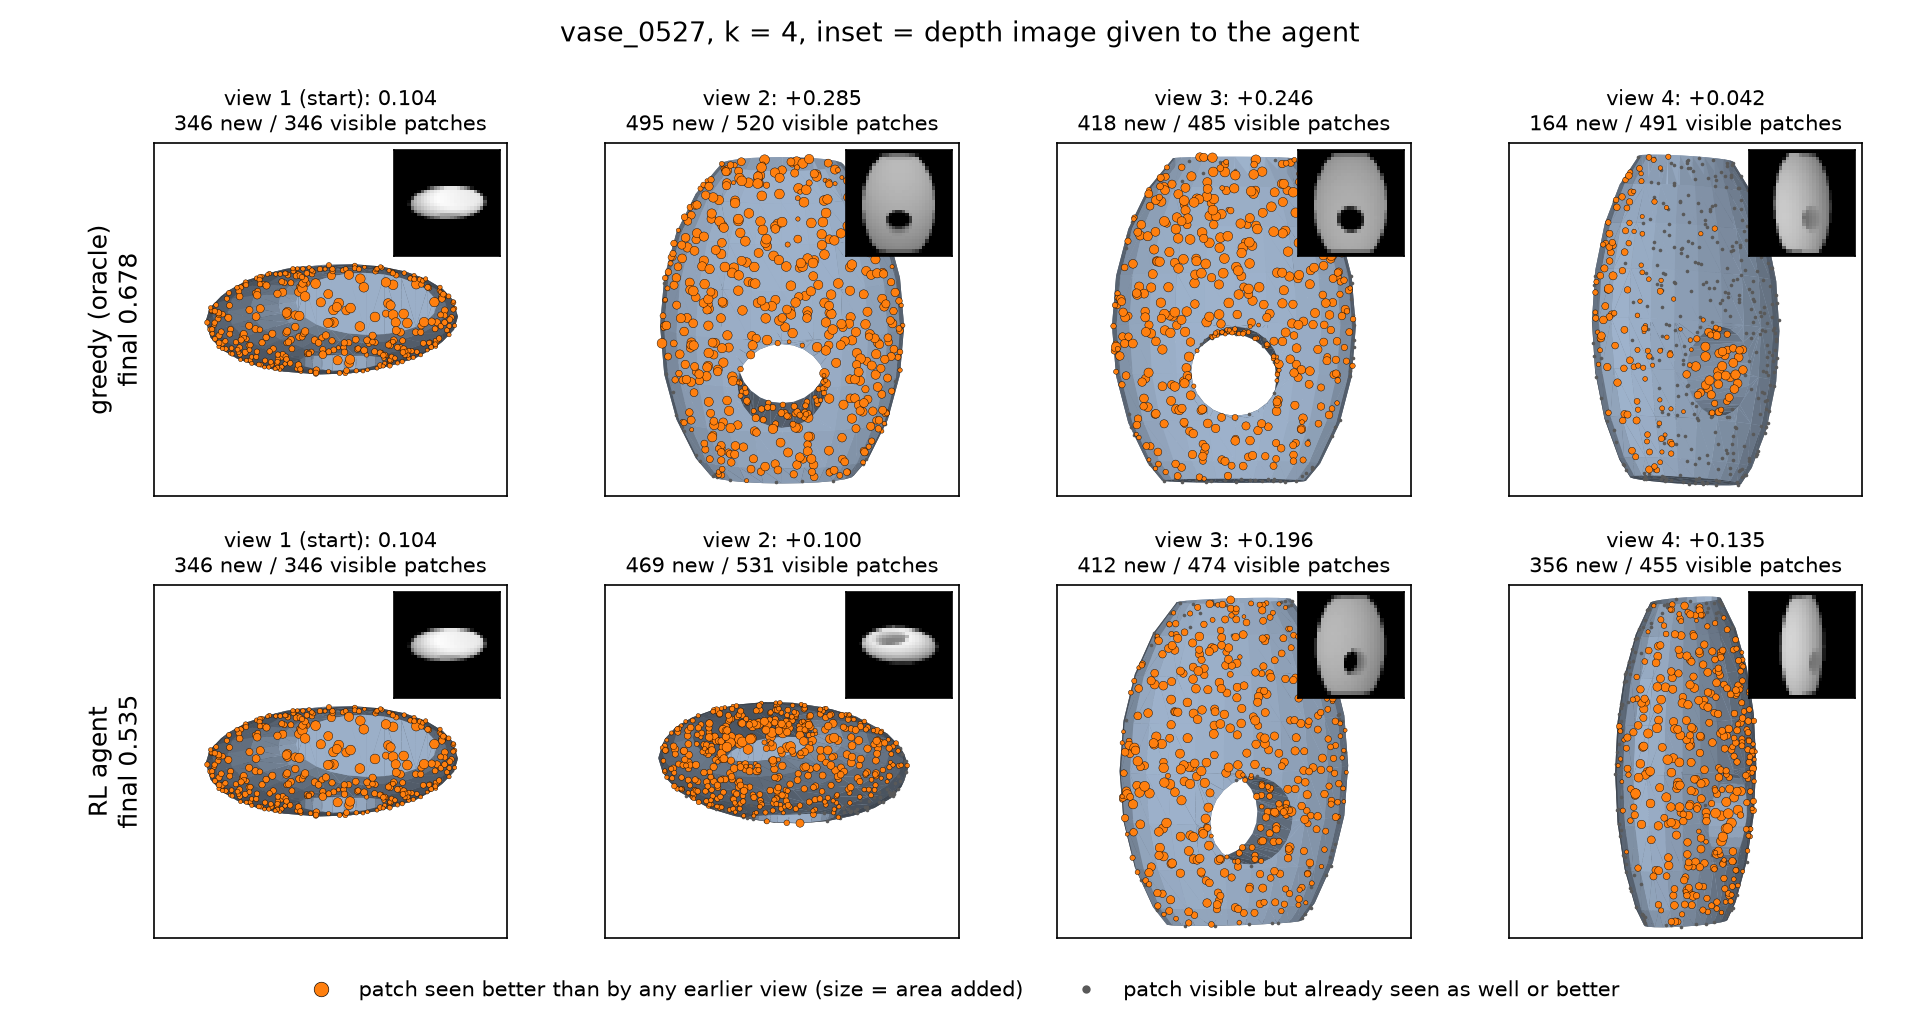 vase_0527, k = 4, inset = depth image given to the agent
greedy (oracle)
final 0.678
view 1 (start): 0.104
346 new / 346 visible patches
view 2: +0.285
495 new / 520 visible patches
view 3: +0.246
418 new / 485 visible patches
view 4: +0.042
164 new / 491 visible patches
RL agent
final 0.535
view 1 (start): 0.104
346 new / 346 visible patches
view 2: +0.100
469 new / 531 visible patches
view 3: +0.196
412 new / 474 visible patches
view 4: +0.135
356 new / 455 visible patches
patch seen better than by any earlier view (size = area added)
patch visible but already seen as well or better